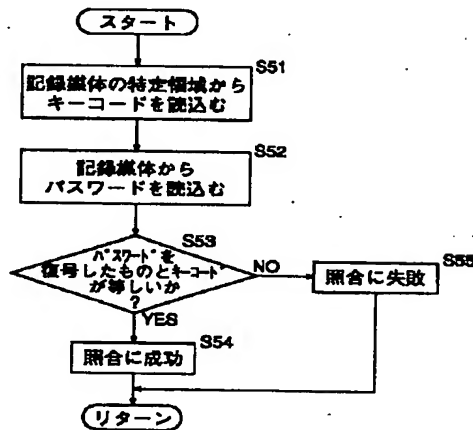 スタート
S51
記録媒体の特定領域から
キーコードを読込む
S52
記録媒体から
パスワードを読込む
S53
パスワードを
復号したものとキーコード
が等しいか
?
NO
S55
照合に失敗
YES
S54
照合に成功
リターン